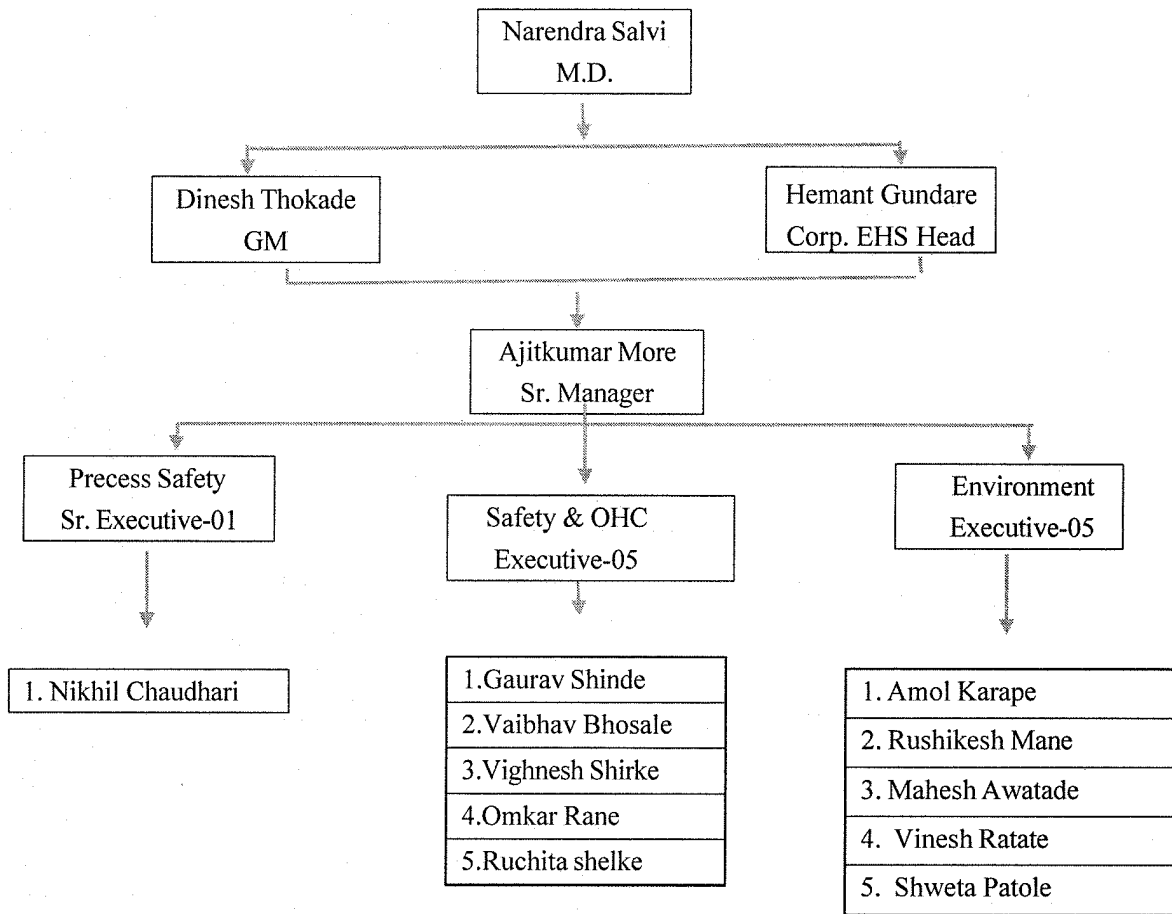 Narendra Salvi
M.D.
Dinesh Thokade
GM
Hemant Gundare
Corp. EHS Head
Ajitkumar More
Sr. Manager
Precess Safety
Sr. Executive-01
Safety & OHC
Executive-05
Environment
Executive-05
1. Nikhil Chaudhari
1.Gaurav Shinde
2.Vaibhav Bhosale
3.Vighnesh Shirke
4.Omkar Rane
5.Ruchita shelke
1. Amol Karape
2. Rushikesh Mane
3. Mahesh Awatade
4. Vinesh Ratate
5. Shweta Patole